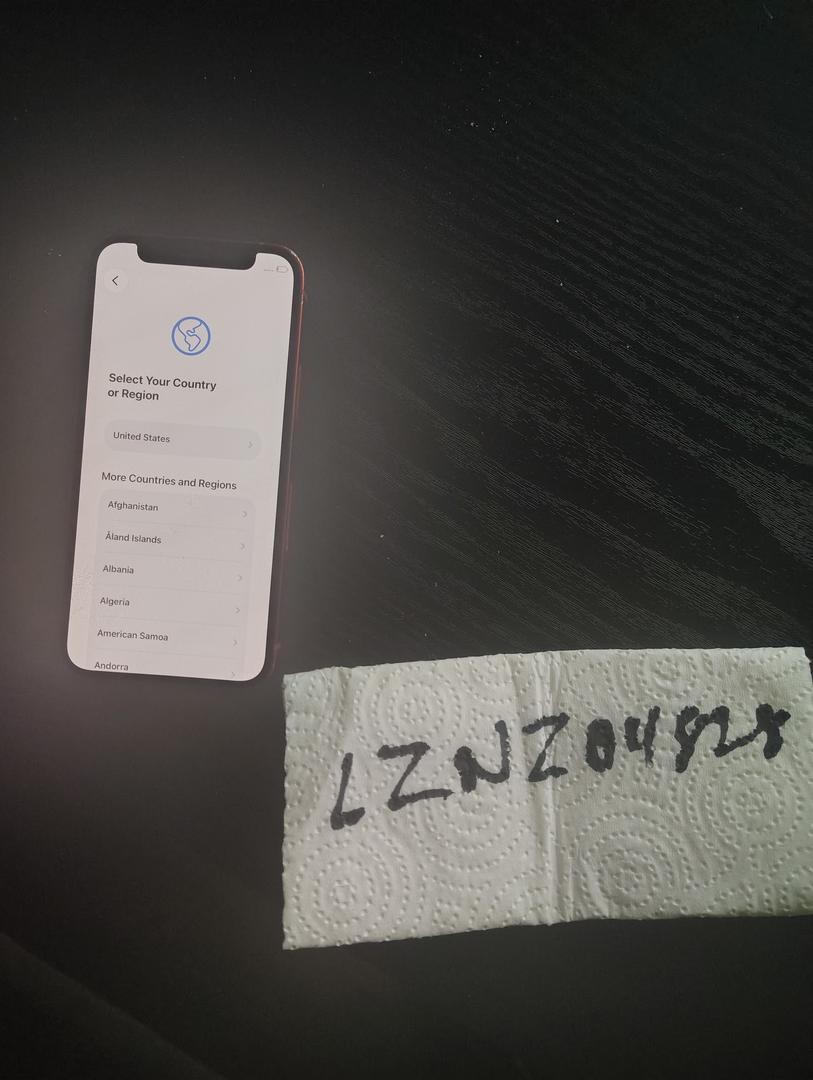 Select Your Country
or Region
United States
More Countries and Regions
Afghanistan
Åland Islands
Albania
Algeria
American Samoa
Andorra
LZNZ04828